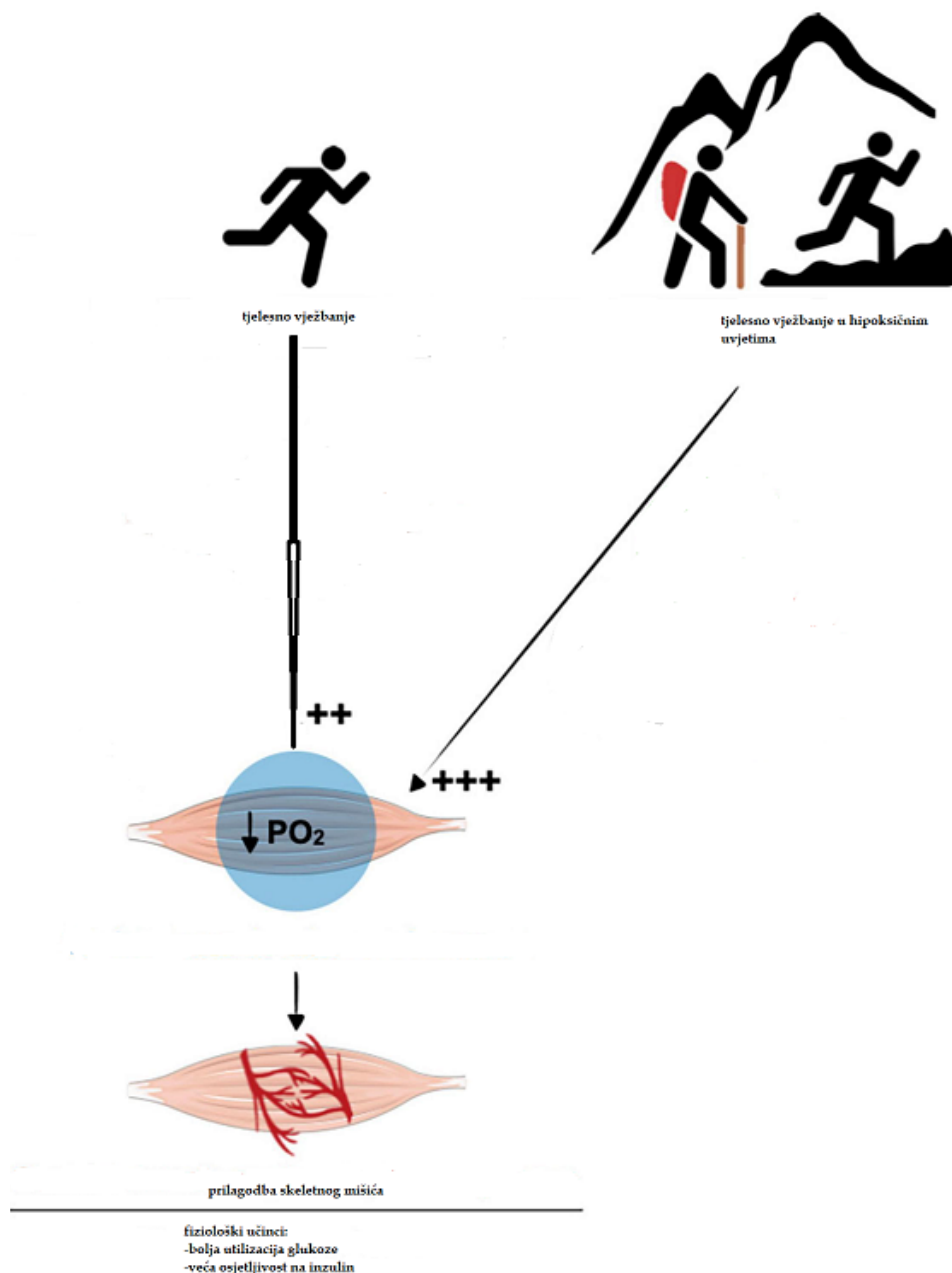 tjelesno vježbanje
tjelesno vježbanje u hipoksičnim
uvjetima
++
+++
↓ PO₂
prilagodba skeletnog mišića
fiziološki učinci:
-bolja utilizacija glukoze
-veća osjetljivost na inzulin